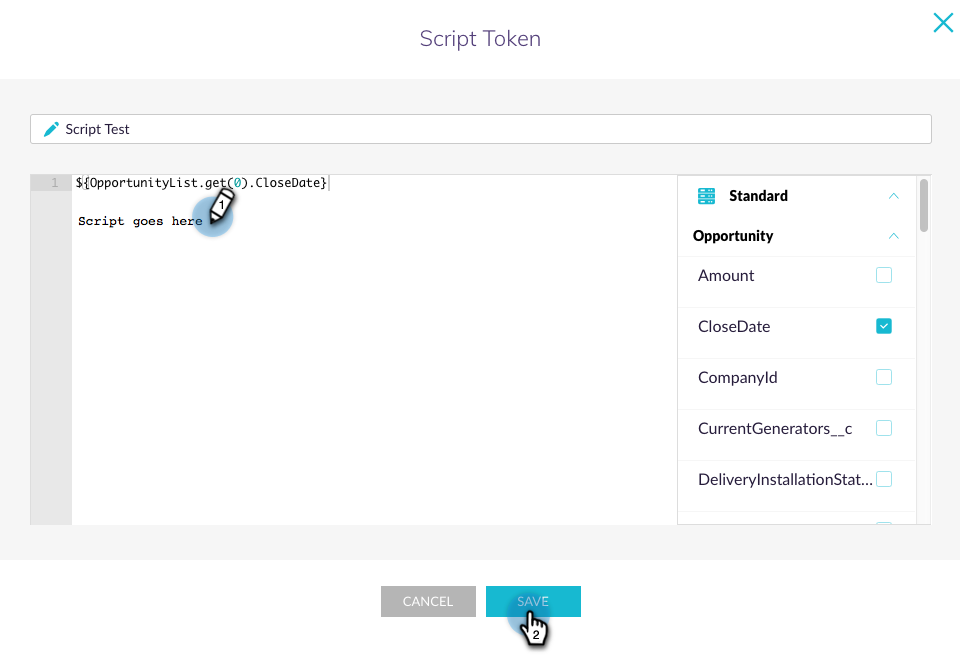 Script Token
Script Test
1 ${OpportunityList.get(0).CloseDate}
Script goes here
1
Standard
Opportunity
Amount
CloseDate
CompanyId
CurrentGenerators__c
DeliveryInstallationStat...
CANCEL
SAVE
2